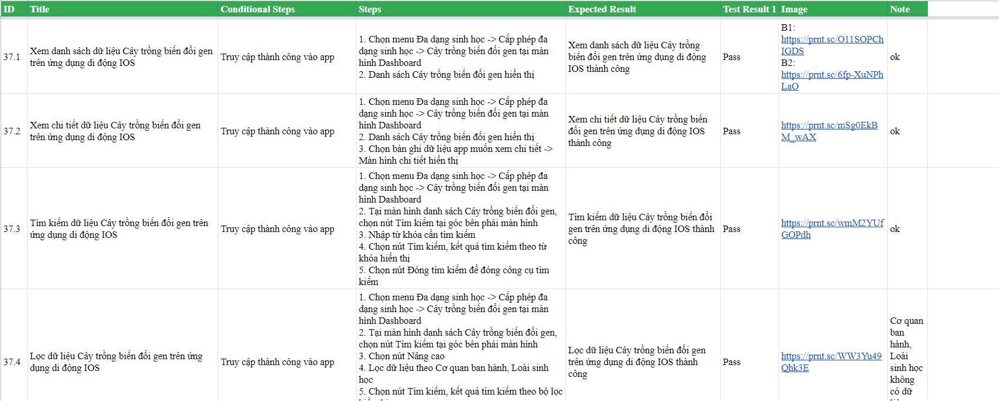 ID Title Conditional Steps Steps Expected Result Test Result 1 Image Note
37.1
Xem danh sách dữ liệu Cây trồng biến đổi gen
trên ứng dụng di động IOS
Truy cập thành công vào app
1. Chọn menu Đa dạng sinh học -> Cấp phép đa
dạng sinh học -> Cây trồng biến đổi gen tại màn
hình Dashboard
2. Danh sách Cây trồng biến đổi gen hiển thị
Xem danh sách dữ liệu Cây trồng
biến đổi gen trên ứng dụng di động
IOS thành công
Pass
B1:
https://prnt.sc/O11SOPCh
IGDS
B2:
https://prnt.sc/6fp-XuNPh
LaO
ok
37.2
Xem chi tiết dữ liệu Cây trồng biến đổi gen
trên ứng dụng di động IOS
Truy cập thành công vào app
1. Chọn menu Đa dạng sinh học -> Cấp phép đa
dạng sinh học -> Cây trồng biến đổi gen tại màn
hình Dashboard
2. Danh sách Cây trồng biến đổi gen hiển thị
3. Chọn bản ghi dữ liệu app muốn xem chi tiết ->
Màn hình chi tiết hiển thị
Xem chi tiết dữ liệu Cây trồng biến
đổi gen trên ứng dụng di động IOS
thành công
Pass
https://prnt.sc/mSg0EkB
M_wAX
ok
37.3
Tìm kiếm dữ liệu Cây trồng biến đổi gen trên
ứng dụng di động IOS
Truy cập thành công vào app
1. Chọn menu Đa dạng sinh học -> Cấp phép đa
dạng sinh học -> Cây trồng biến đổi gen tại màn
hình Dashboard
2. Tại màn hình danh sách Cây trồng biến đổi gen,
chọn nút Tìm kiếm tại góc bên phải màn hình
3. Nhập từ khóa cần tìm kiếm
4. Chọn nút Tìm kiếm, kết quả tìm kiếm theo từ
khóa hiển thị
5. Chọn nút Đóng tìm kiếm để đóng công cụ tìm
kiếm
Tìm kiếm dữ liệu Cây trồng biến đổi
gen trên ứng dụng di động IOS thành
công
Pass
https://prnt.sc/wmM2YUf
GOPdh
ok
37.4
Lọc dữ liệu Cây trồng biến đổi gen trên ứng
dụng di động IOS
Truy cập thành công vào app
1. Chọn menu Đa dạng sinh học -> Cấp phép đa
dạng sinh học -> Cây trồng biến đổi gen tại màn
hình Dashboard
2. Tại màn hình danh sách Cây trồng biến đổi gen,
chọn nút Tìm kiếm tại góc bên phải màn hình
3. Chọn nút Nâng cao
4. Lọc dữ liệu theo Cơ quan ban hành, Loài sinh
học
5. Chọn nút Tìm kiếm, kết quả tìm kiếm theo bộ lọc
Lọc dữ liệu Cây trồng biến đổi gen
trên ứng dụng di động IOS thành
công
Pass
https://prnt.sc/WW3Yu49
Qhk3E
Cơ quan
ban
hành,
Loài
sinh học
không
có dữ